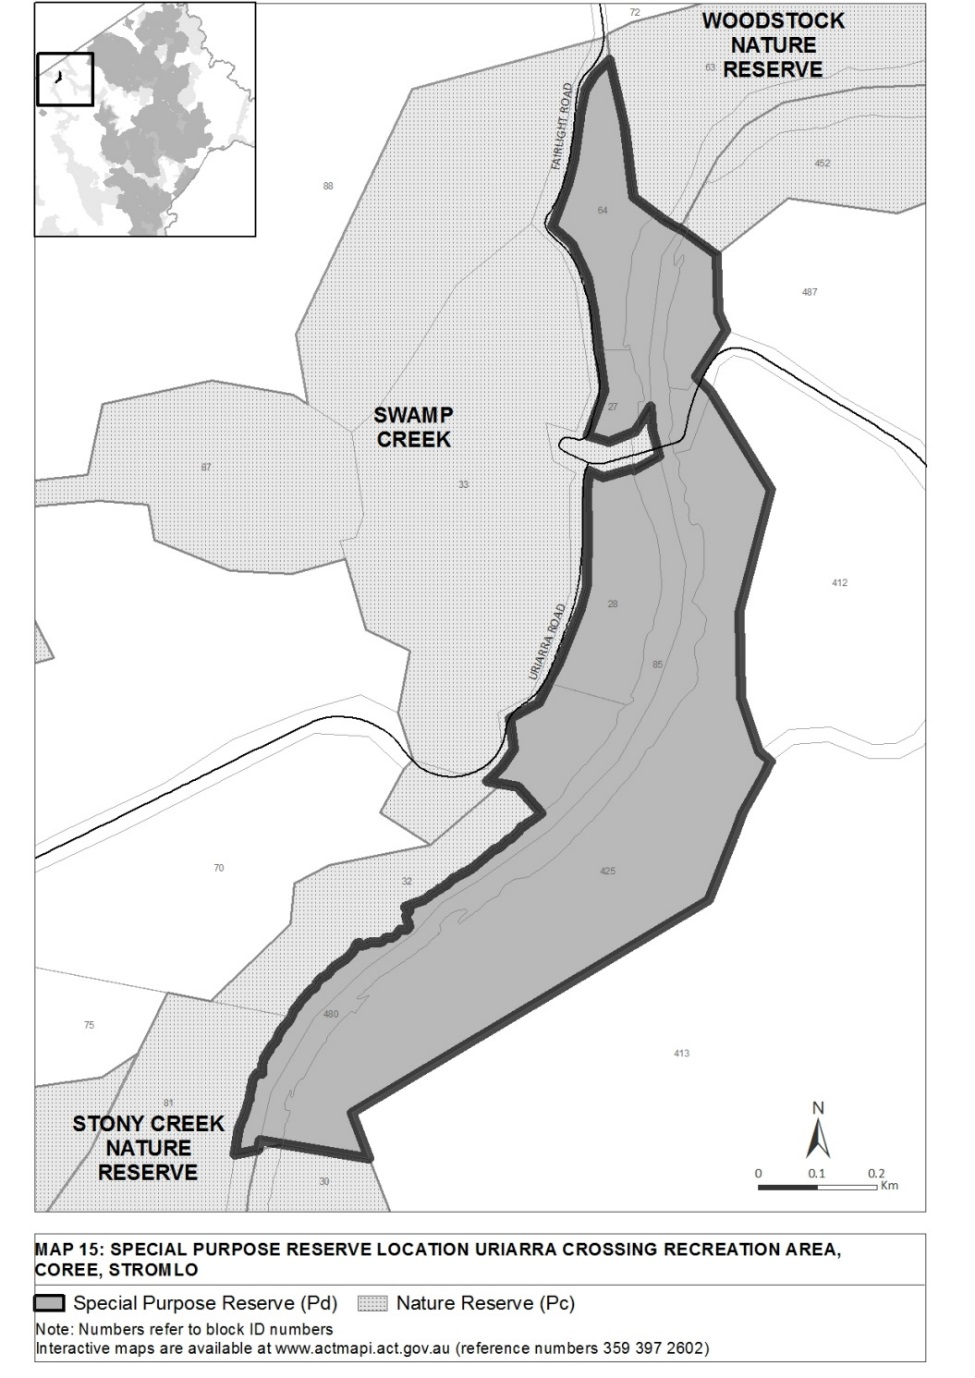 72
WOODSTOCK
NATURE
RESERVE
63
FAIRLIGHT ROAD
452
88
64
487
27
SWAMP
CREEK
87
33
412
28
URIARRA ROAD
85
70
425
32
480
75
413
81
STONY CREEK
NATURE
RESERVE
30
N
0 0.1 0.2
Km
MAP 15: SPECIAL PURPOSE RESERVE LOCATION URIARRA CROSSING RECREATION AREA,
COREE, STROMLO
Special Purpose Reserve (Pd) Nature Reserve (Pc)
Note: Numbers refer to block ID numbers
Interactive maps are available at www.actmapi.act.gov.au (reference numbers 359 397 2602)